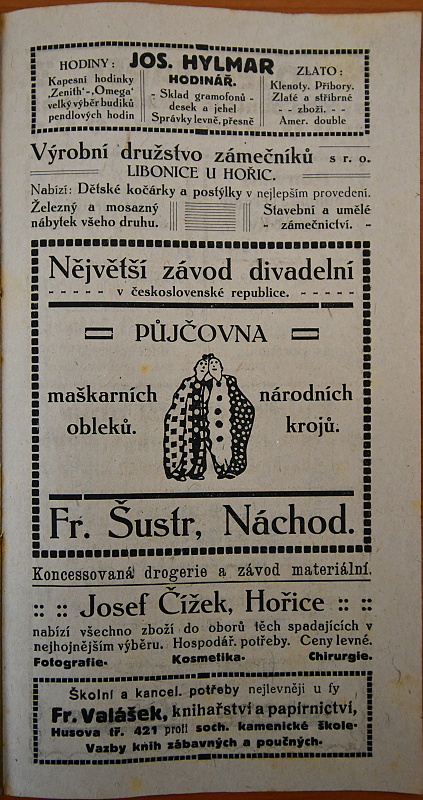 HODINY: JOS. HYLMAR ZLATO:
HODINÁŘ.
Kapesní hodinky
„Zenith“-„Omega“
velký výběr budíků
pendlových hodin
- Sklad gramofonů -
desek a jehel
Správky levně, přesně
Klenoty. Příbory.
Zlaté a stříbrné
- - zboží. - -
Amer. double
Výrobní družstvo zámečníků s r. o.
LIBONICE U HOŘIC.
Nabízí: Dětské kočárky a postýlky v nejlepším provedení.
Železný a mosazný
nábytek všeho druhu.
Stavební a umělé
- zámečnictví. -
Nějvětší závod divadelní
- - - - - v československé republice. - - - - -
PŮJČOVNA
maškarních
obleků.
národních
krojů.
Fr. Šustr, Náchod.
Koncessovaná drogerie a závod materiální.
:: :: Josef Čížek, Hořice :: ::
nabízí všechno zboží do oborů těch spadajících v
nejhojnějším výběru. Hospodář. potřeby. Ceny levné.
Fotografie. Kosmetika. Chirurgie.
Školní a kancel. potřeby nejlevněji u fy
Fr. Valášek, knihařství a papírnictví,
Husova tř. 421 proti soch. kamenické škole.
Vazby knih zábavných a poučných.